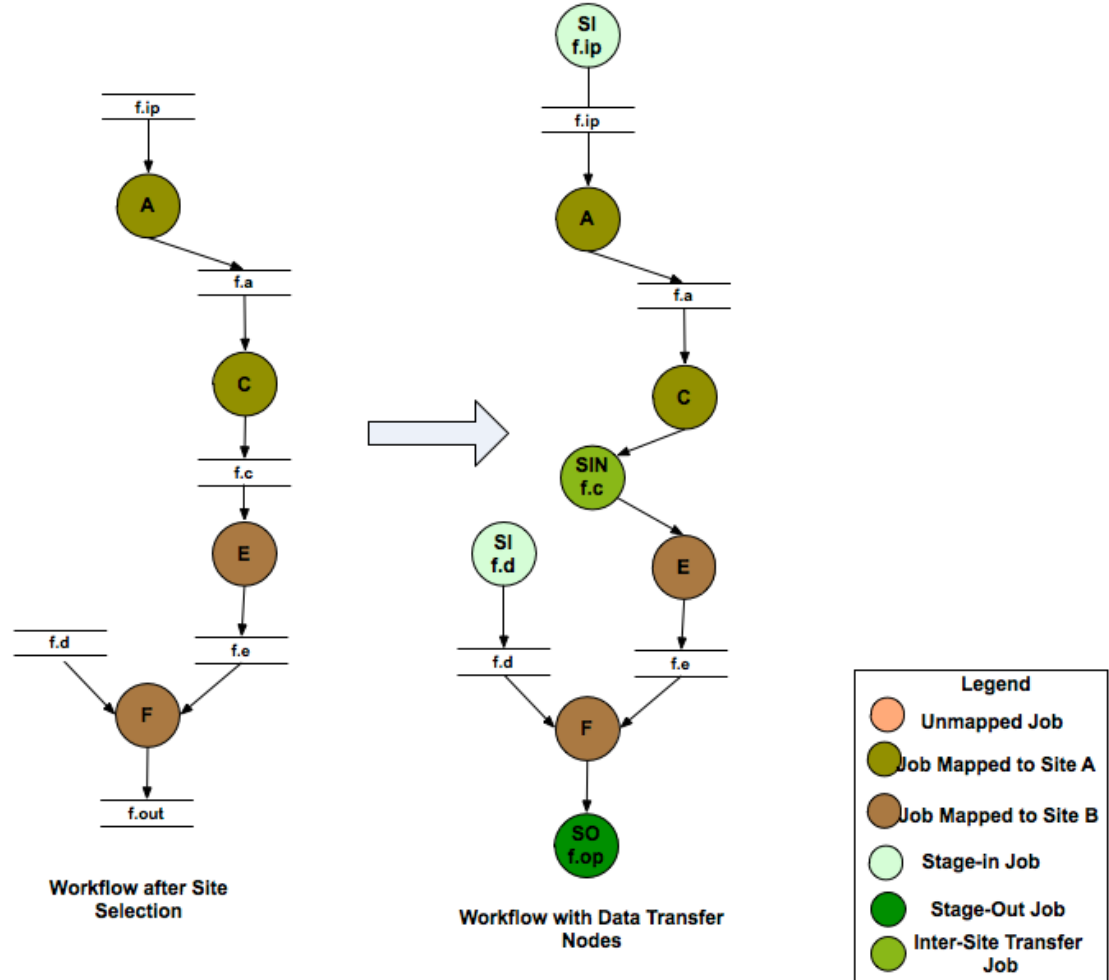 f.ip
A
f.a
C
f.c
E
f.d
f.e
F
f.out
Workflow after Site
Selection
SI
f.ip
f.ip
A
f.a
C
SIN
f.c
SI
f.d
E
f.d
f.e
F
SO
f.op
Workflow with Data Transfer
Nodes
Legend
Unmapped Job
Job Mapped to Site A
Job Mapped to Site B
Stage-in Job
Stage-Out Job
Inter-Site Transfer
Job